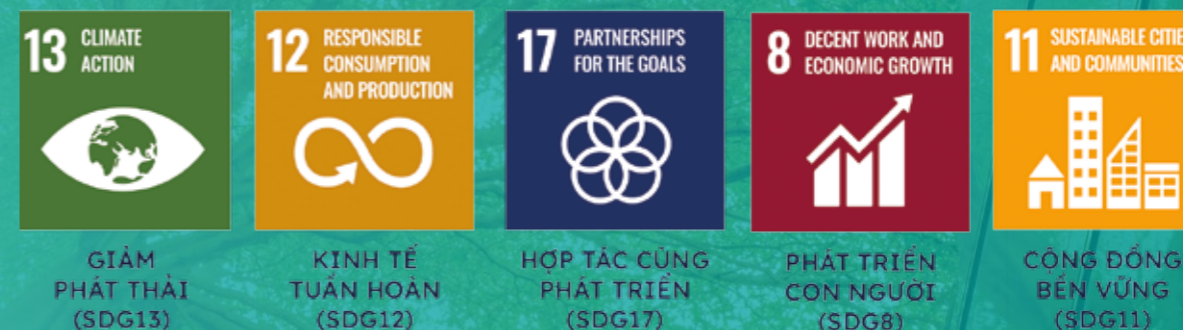 13 CLIMATE
ACTION
GIẢM
PHÁT THẢI
(SDG13)
12 RESPONSIBLE
CONSUMPTION
AND PRODUCTION
KINH TẾ
TUẦN HOÀN
(SDG12)
17 PARTNERSHIPS
FOR THE GOALS
HỢP TÁC CÙNG
PHÁT TRIỂN
(SDG17)
8 DECENT WORK AND
ECONOMIC GROWTH
PHÁT TRIỂN
CON NGƯỜI
(SDG8)
11 SUSTAINABLE CITIE
AND COMMUNITIES
CỘNG ĐỒNG
BỀN VỮNG
(SDG11)